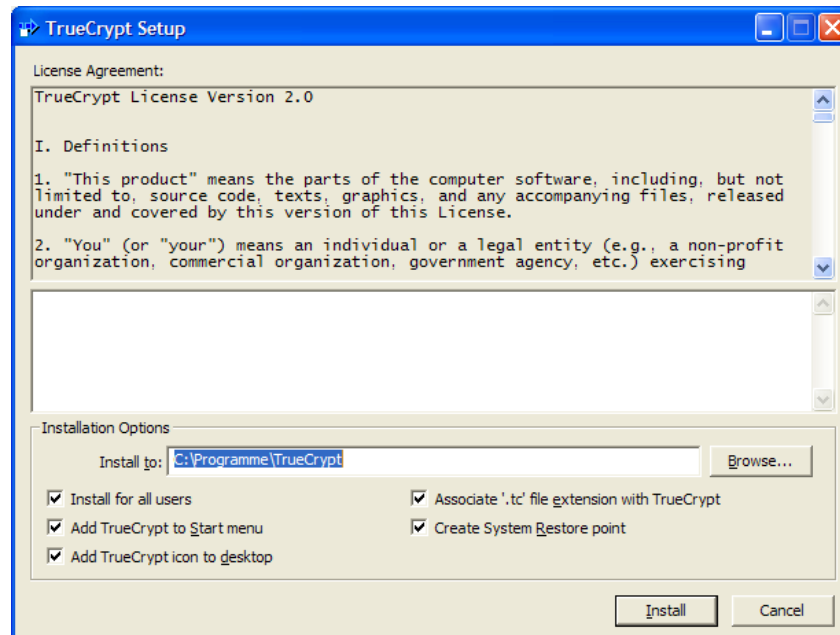 TrueCrypt Setup
License Agreement:
TrueCrypt License Version 2.0
I. Definitions
1. "This product" means the parts of the computer software, including, but not
limited to, source code, texts, graphics, and any accompanying files, released
under and covered by this version of this License.
2. "You" (or "your") means an individual or a legal entity (e.g., a non-profit
organization, commercial organization, government agency, etc.) exercising
Installation Options
Install to: C:\Programme\TrueCrypt Browse...
Install for all users Associate '.tc' file extension with TrueCrypt
Add TrueCrypt to Start menu Create System Restore point
Add TrueCrypt icon to desktop
Install Cancel